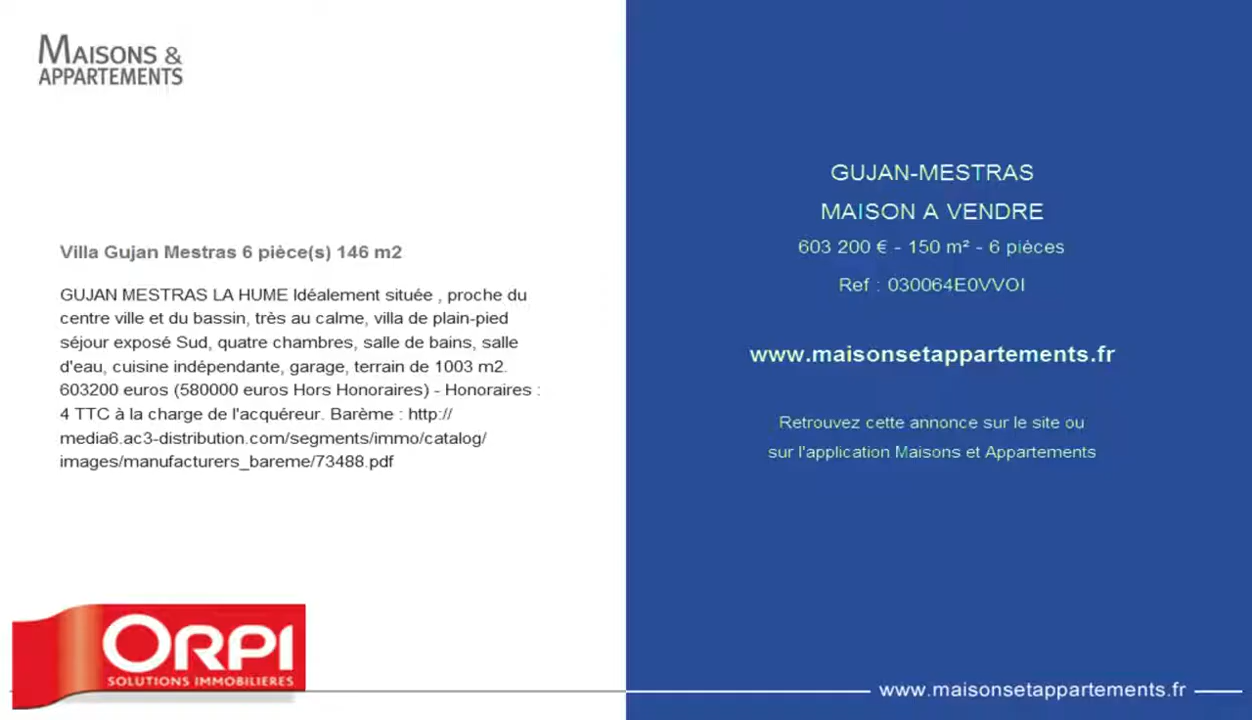 MAISONS &
APPARTEMENTS
Villa Gujan Mestras 6 pièce(s) 146 m2
GUJAN MESTRAS LA HUME Idéalement située , proche du
centre ville et du bassin, très au calme, villa de plain-pied
séjour exposé Sud, quatre chambres, salle de bains, salle
d'eau, cuisine indépendante, garage, terrain de 1003 m2.
603200 euros (580000 euros Hors Honoraires) - Honoraires :
4 TTC à la charge de l'acquéreur. Barème : http://
media6.ac3-distribution.com/segments/immo/catalog/
images/manufacturers_bareme/73488.pdf
ORPI
SOLUTIONS IMMOBILIERES
GUJAN-MESTRAS
MAISON A VENDRE
603 200 € - 150 m² - 6 pièces
Ref : 030064E0VVOI
www.maisonsetappartements.fr
Retrouvez cette annonce sur le site ou
sur l'application Maisons et Appartements
www.maisonsetappartements.fr